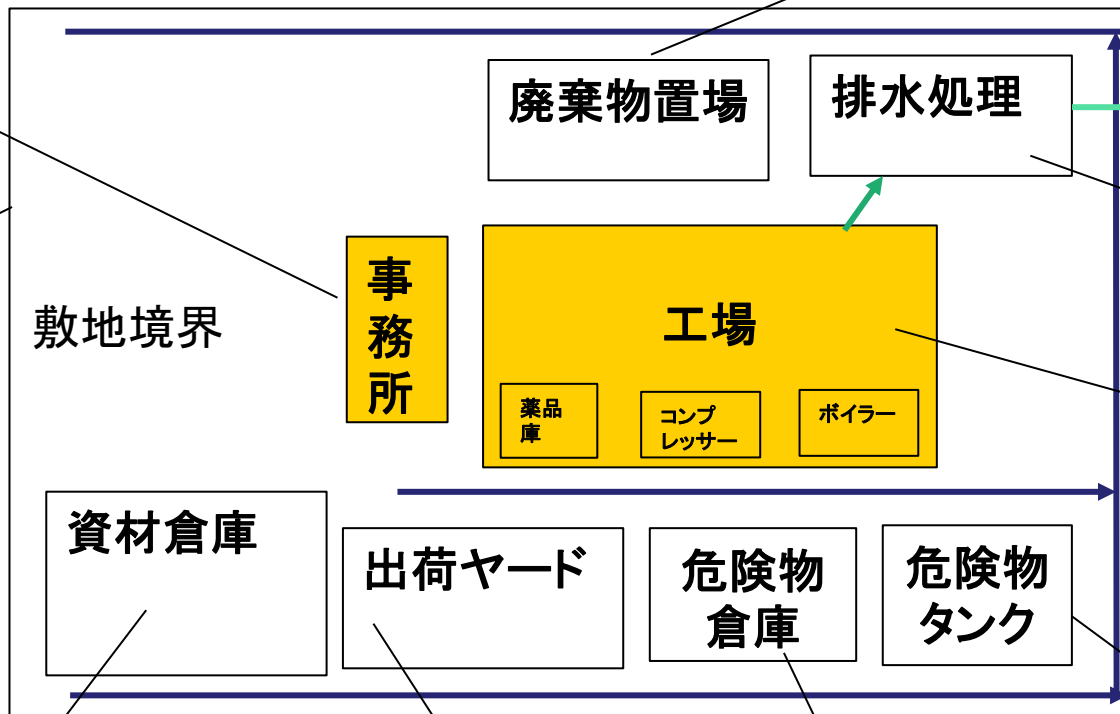 廃棄物置場
排水処理
事
務
所
工場
敷地境界
薬品
庫
コンプ
レッサー
ボイラー
資材倉庫
出荷ヤード
危険物
倉庫
危険物
タンク